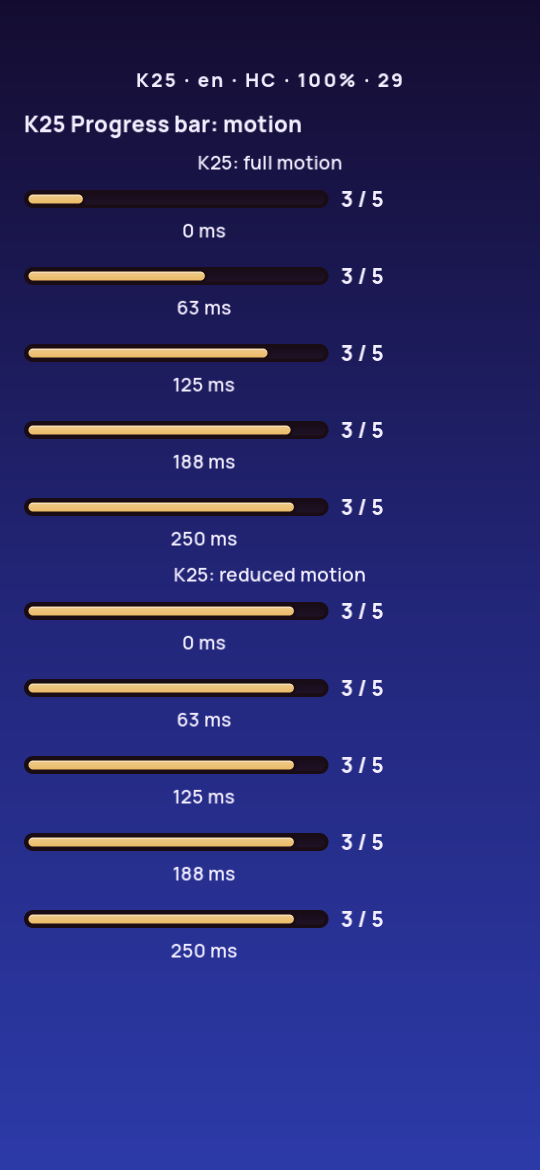 K25 · en · HC · 100% · 29
K25 Progress bar: motion
K25: full motion
3 / 5
0 ms
3 / 5
63 ms
3 / 5
125 ms
3 / 5
188 ms
3 / 5
250 ms
K25: reduced motion
3 / 5
0 ms
3 / 5
63 ms
3 / 5
125 ms
3 / 5
188 ms
3 / 5
250 ms